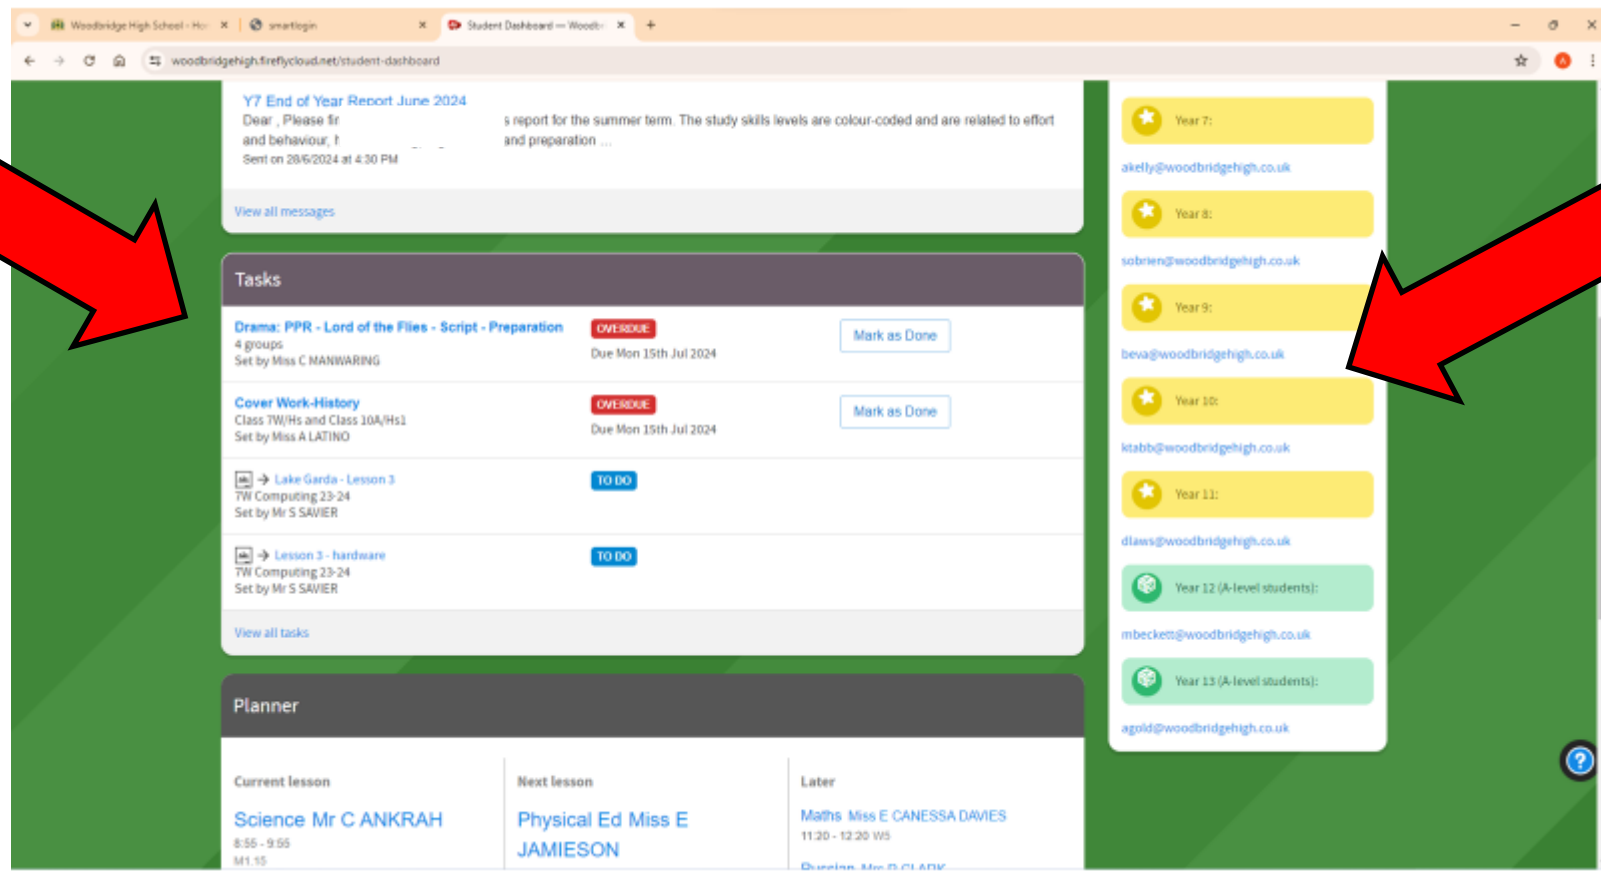 Woodbridge High School - Ho
smartlogin
Student Dashboard — Woodb
woodbridgehigh.fireflycloud.net/student-dashboard
Y7 End of Year Report June 2024
Dear , Please fir s report for the summer term. The study skills levels are colour-coded and are related to effort
and behaviour, and preparation ...
Sent on 28/6/2024 at 4:30 PM
View all messages
Tasks
Drama: PPR - Lord of the Flies - Script - Preparation
OVERDUE
4 groups
Due Mon 15th Jul 2024
Mark as Done
Set by Miss C MANWARING
Cover Work-History
OVERDUE
Class 7W/Hs and Class 10A/Hs1
Due Mon 15th Jul 2024
Mark as Done
Set by Miss A LATINO
→ Lake Garda - Lesson 3
TO DO
7W Computing 23-24
Set by Mr S SAVIER
→ Lesson 3 - hardware
TO DO
7W Computing 23-24
Set by Mr S SAVIER
View all tasks
Planner
Current lesson
Science Mr C ANKRAH
8:55 - 9:55
M1.15
Next lesson
Physical Ed Miss E
JAMIESON
Later
Maths Miss E CANESSA DAVIES
11:20 - 12:20 W5
Russian Mrs R CLARK
Year 7:
akelly@woodbridgehigh.co.uk
Year 8:
sobrien@woodbridgehigh.co.uk
Year 9:
beva@woodbridgehigh.co.uk
Year 10:
ktabb@woodbridgehigh.co.uk
Year 11:
dlaws@woodbridgehigh.co.uk
Year 12 (A-level students):
mbeckett@woodbridgehigh.co.uk
Year 13 (A-level students):
agold@woodbridgehigh.co.uk